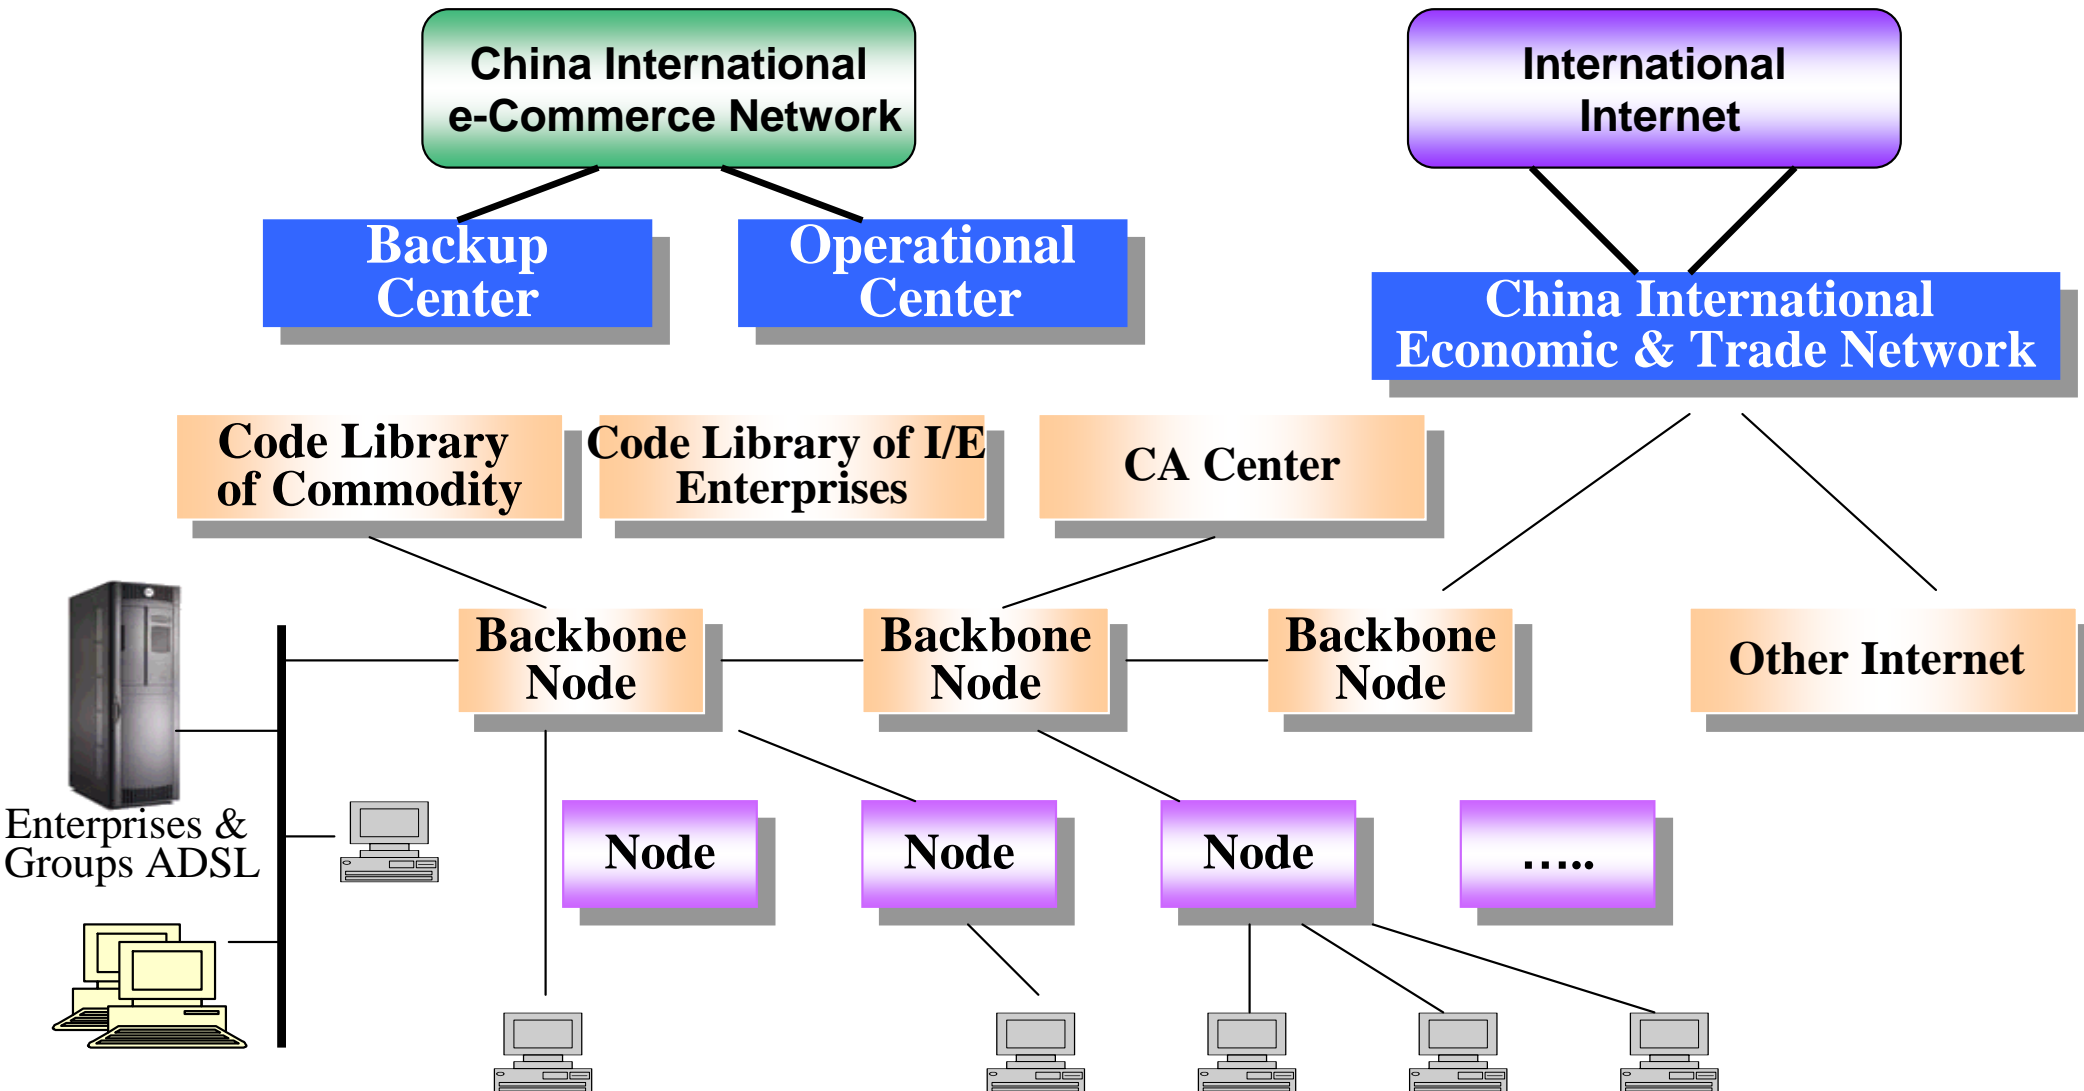 China International
e-Commerce Network
International
Internet
Backup
Center
Operational
Center
China International
Economic & Trade Network
Code Library
of Commodity
Code Library of I/E
Enterprises
CA Center
Backbone
Node
Backbone
Node
Backbone
Node
Other Internet
Enterprises &
Groups ADSL
Node
Node
Node
…..